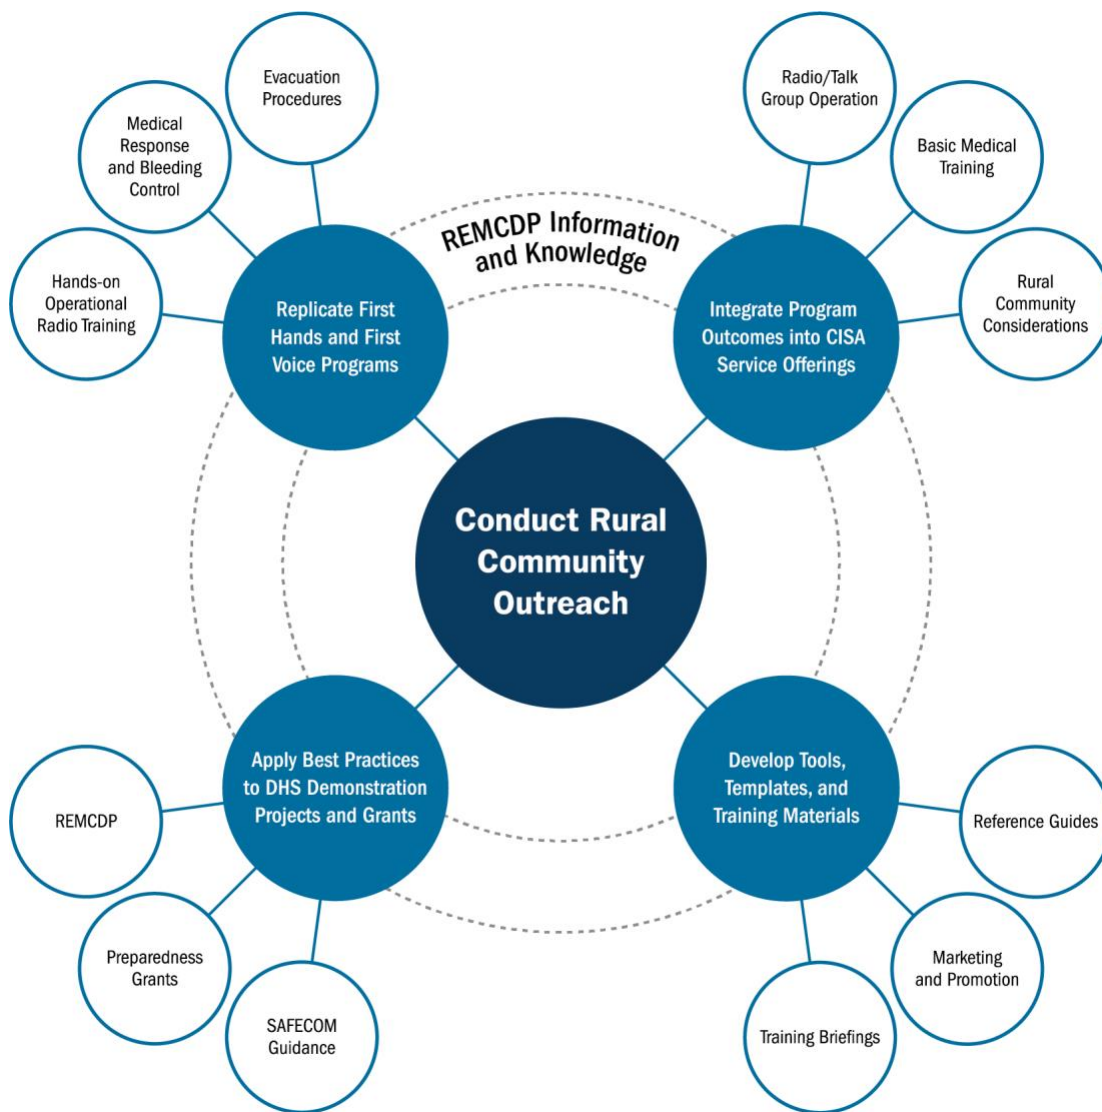 Evacuation
Procedures
Medical
Response
and Bleeding
Control
Hands-on
Operational
Radio Training
Replicate First
Hands and First
Voice Programs
REMCDP Information
and Knowledge
Radio/Talk
Group Operation
Basic Medical
Training
Rural
Community
Considerations
Integrate Program
Outcomes into CISA
Service Offerings
Conduct Rural
Community
Outreach
Apply Best Practices
to DHS Demonstration
Projects and Grants
REMCDP
Preparedness
Grants
SAFECOM
Guidance
Develop Tools,
Templates, and
Training Materials
Reference Guides
Marketing
and Promotion
Training Briefings